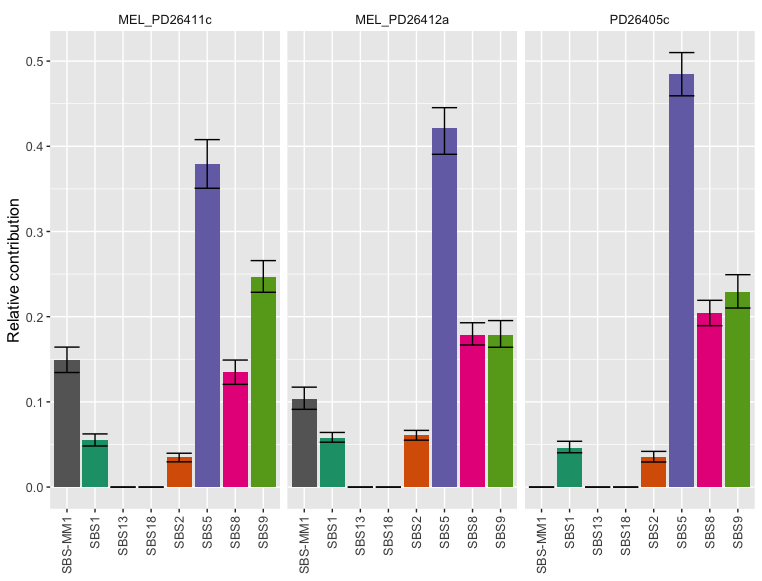 MEL_PD26411c MEL_PD26412a PD26405c
Relative contribution
0.5
0.4
0.3
0.2
0.1
0.0
SBS-MM1 SBS1 SBS13 SBS18 SBS2 SBS5 SBS8 SBS9 SBS-MM1 SBS1 SBS13 SBS18 SBS2 SBS5 SBS8 SBS9 SBS-MM1 SBS1 SBS13 SBS18 SBS2 SBS5 SBS8 SBS9